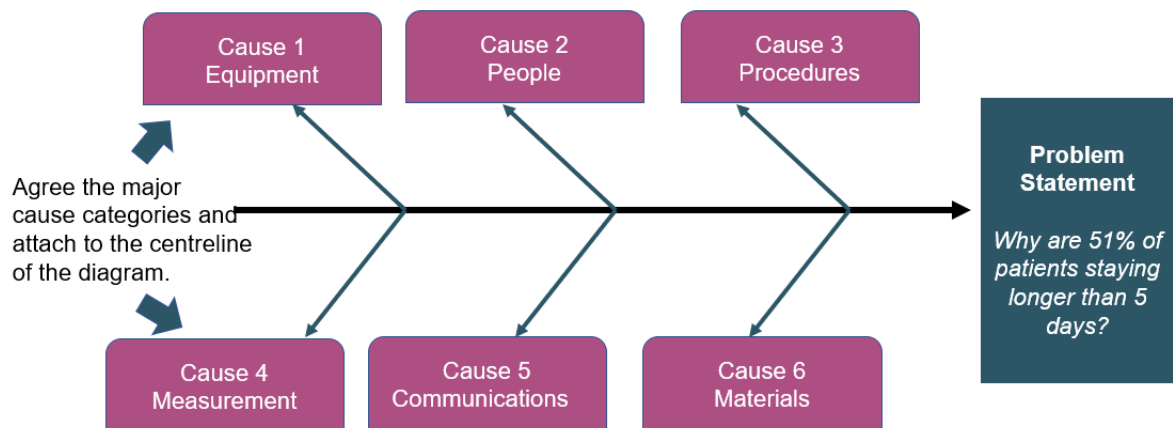 Cause 1
Equipment
Cause 2
People
Cause 3
Procedures
Agree the major
cause categories and
attach to the centreline
of the diagram.
Problem
Statement
Why are 51% of
patients staying
longer than 5
days?
Cause 4
Measurement
Cause 5
Communications
Cause 6
Materials